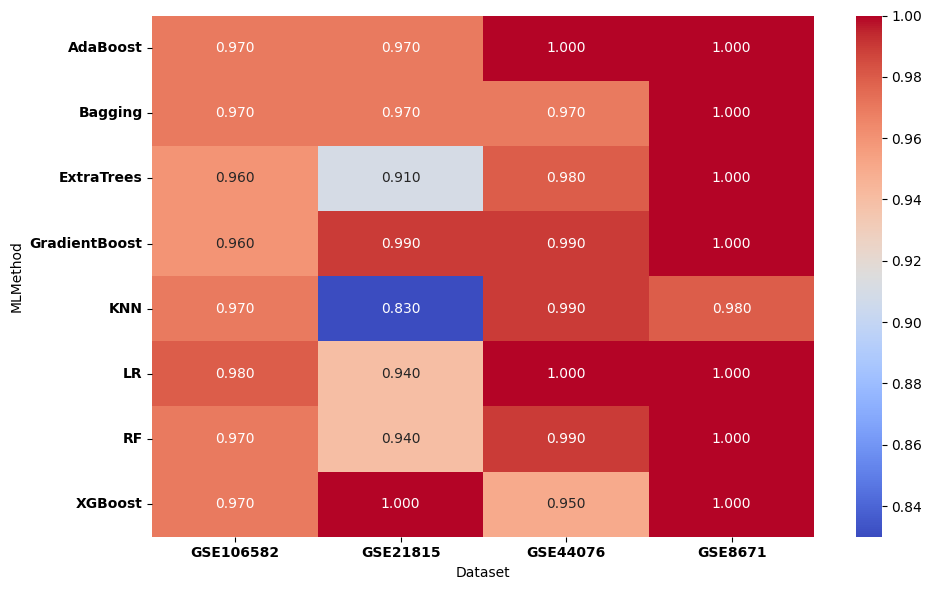 AdaBoost 0.970 0.970 1.000 1.000
Bagging 0.970 0.970 0.970 1.000
ExtraTrees 0.960 0.910 0.980 1.000
GradientBoost 0.960 0.990 0.990 1.000
KNN 0.970 0.830 0.990 0.980
LR 0.980 0.940 1.000 1.000
RF 0.970 0.940 0.990 1.000
XGBoost 0.970 1.000 0.950 1.000
GSE106582 GSE21815 GSE44076 GSE8671
Dataset
MLMethod
1.00
0.98
0.96
0.94
0.92
0.90
0.88
0.86
0.84